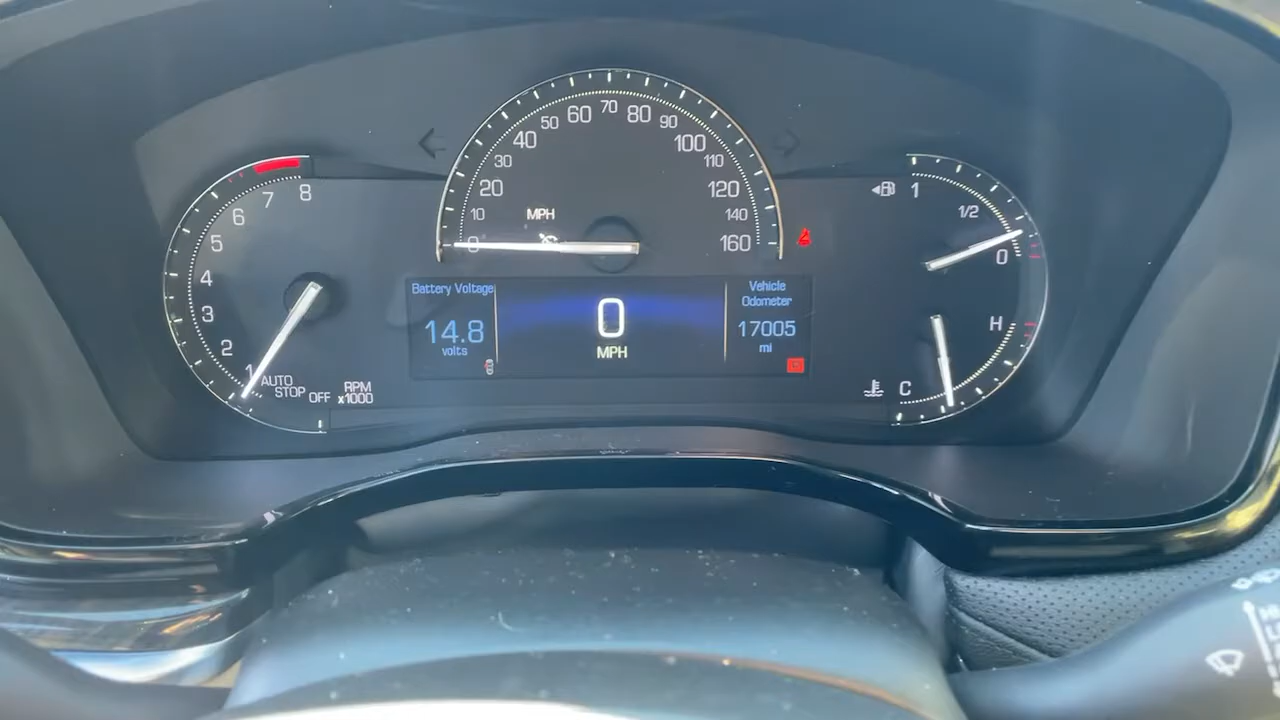 0
10
20
30
40
50
60
70
80
90
100
110
120
140
160
MPH
1
2
3
4
5
6
7
8
AUTO
STOP
OFF
RPM
x1000
Battery Voltage
14.8
volts
0
MPH
Vehicle
Odometer
17005
mi
1
1/2
0
H
C